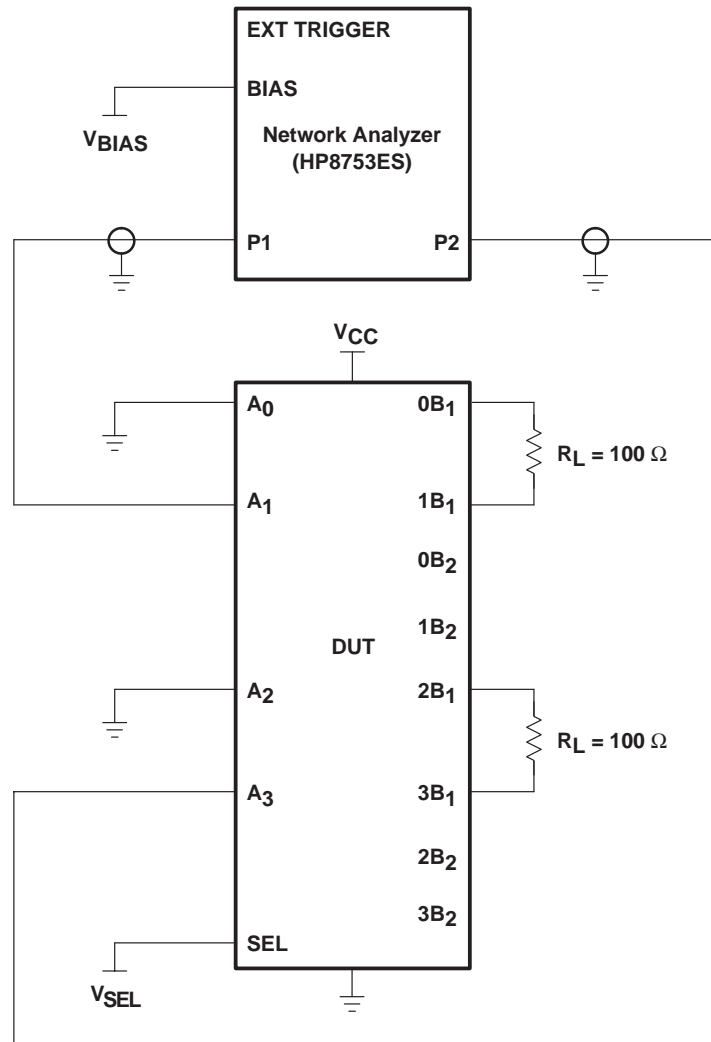 EXT TRIGGER
BIAS
VBIAS
Network Analyzer
(HP8753ES)
P1
P2
VCC
A0
0B1
RL = 100 Ω
A1
1B1
0B2
1B2
DUT
A2
2B1
RL = 100 Ω
A3
3B1
2B2
3B2
SEL
VSEL